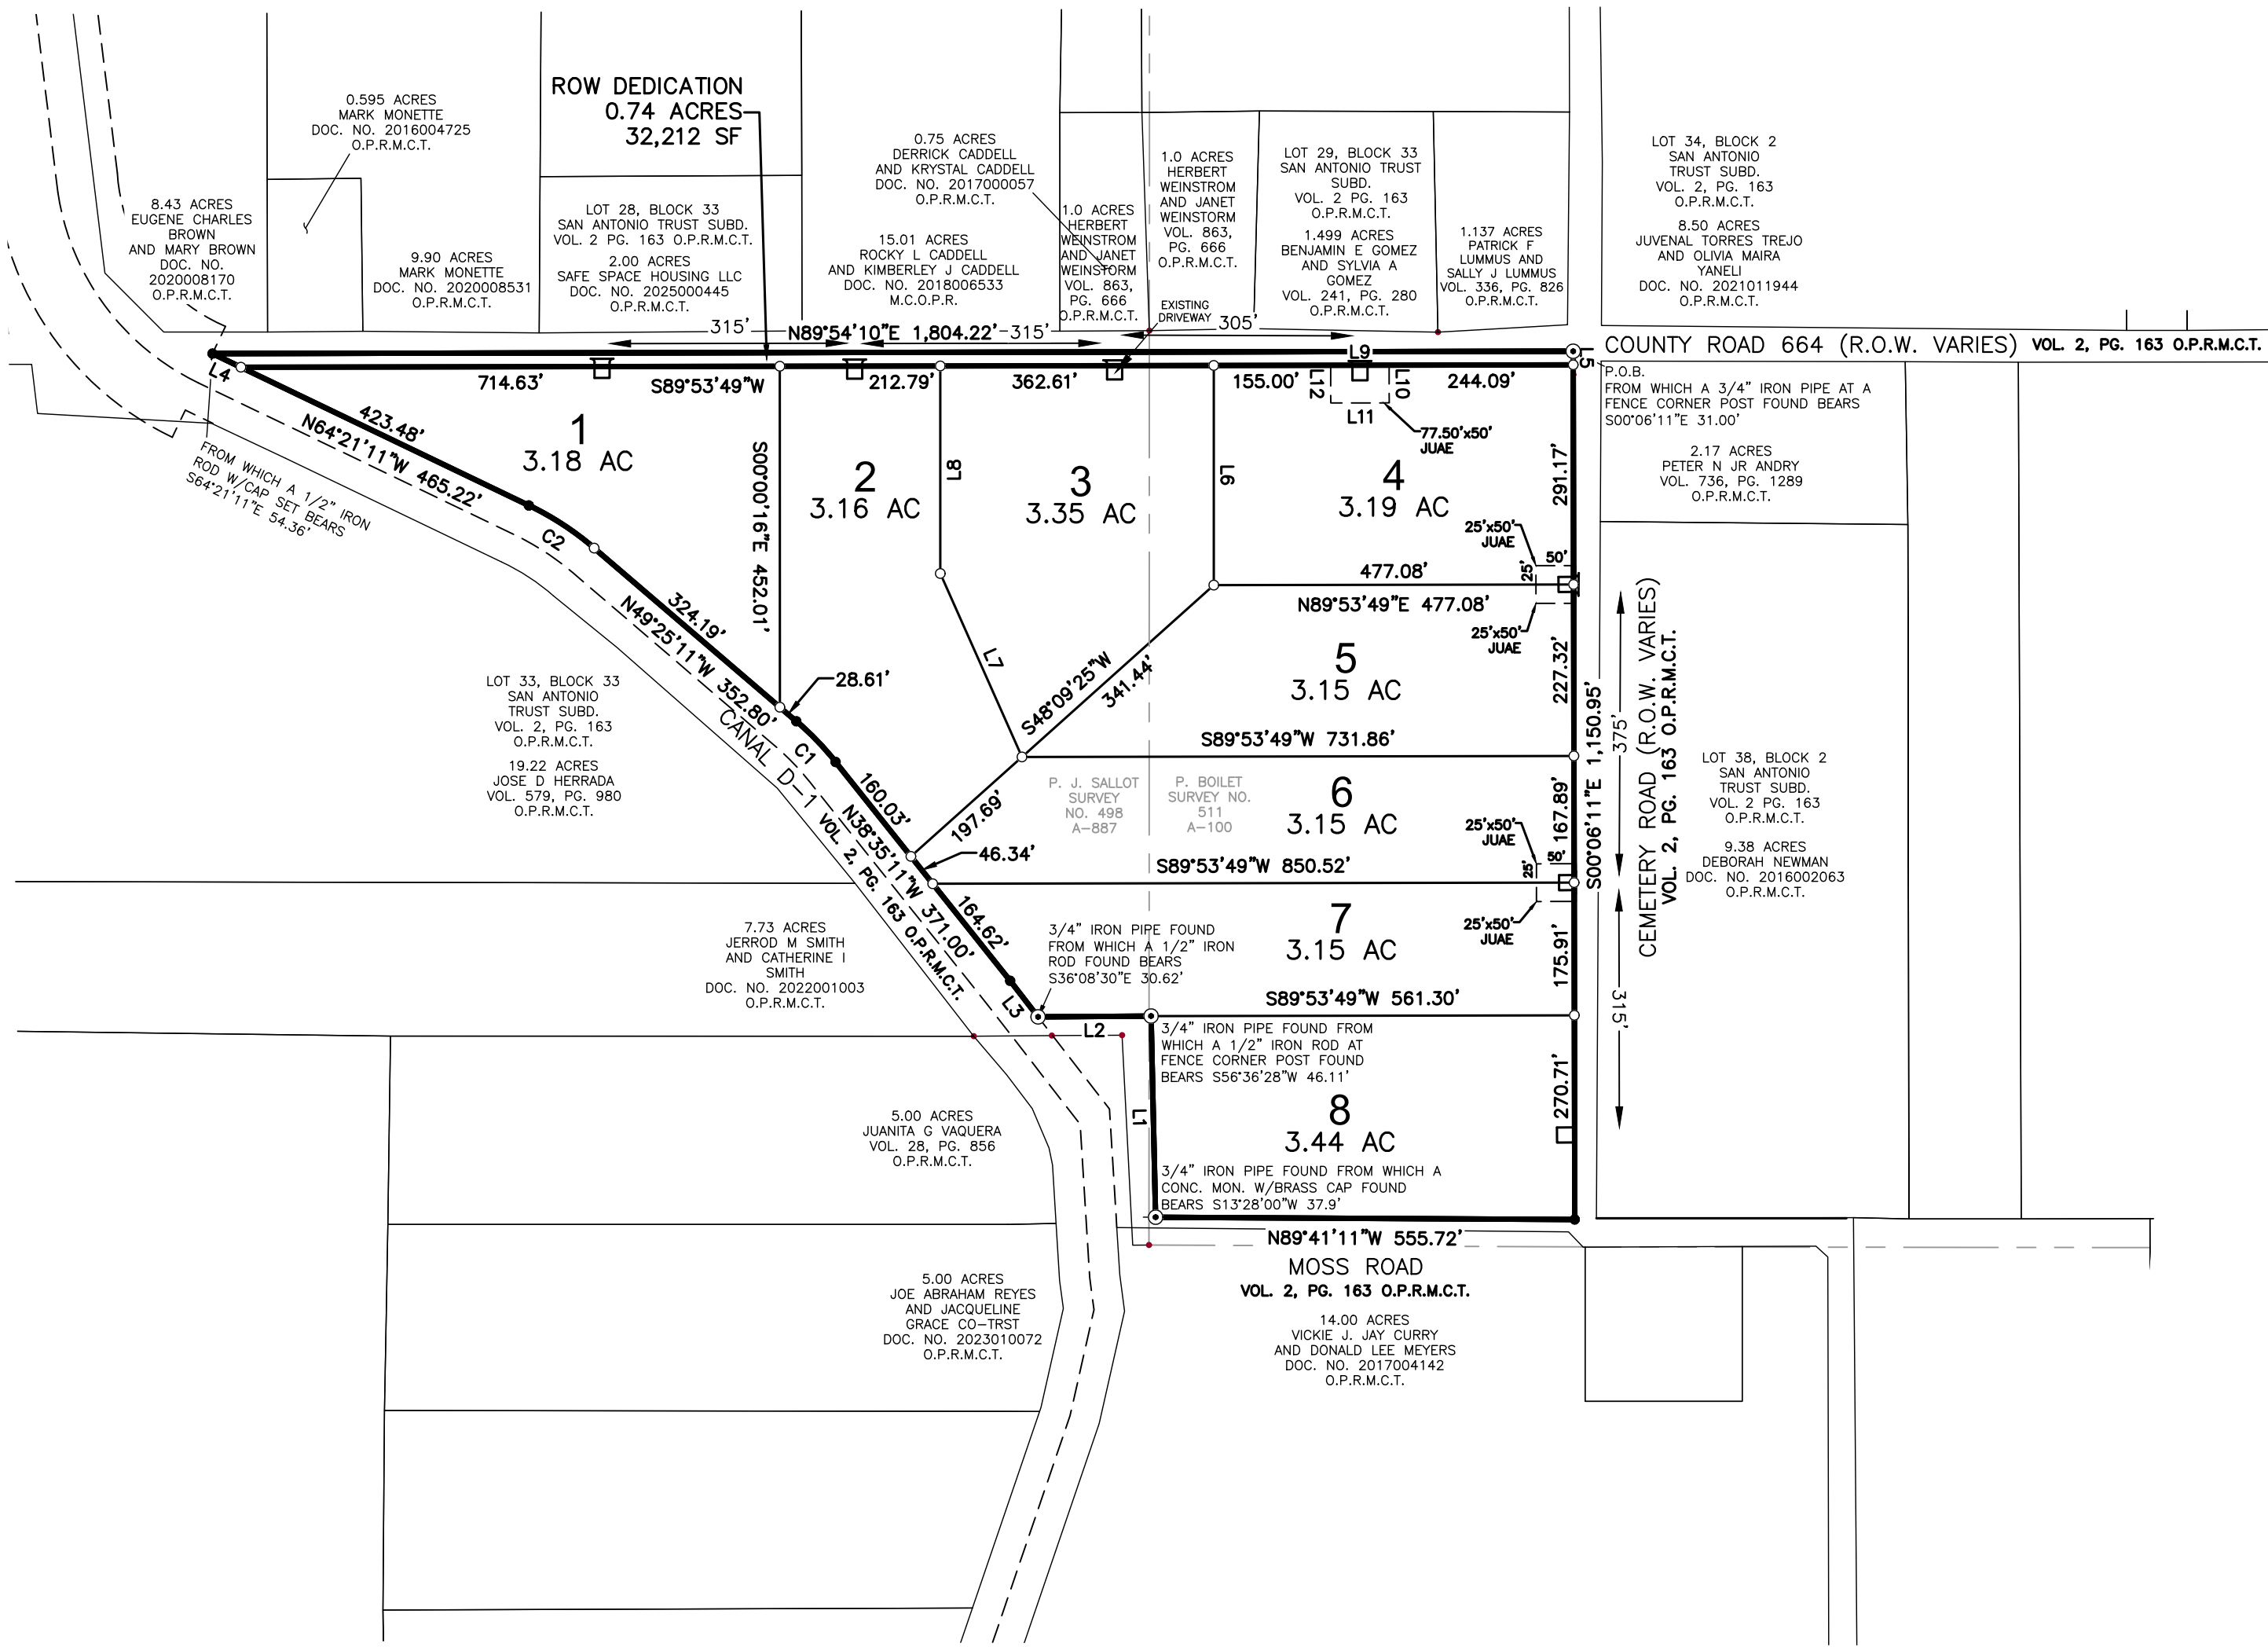 ROW DEDICATION
0.74 ACRES
32,212 SF
0.595 ACRES
MARK MONETTE
DOC. NO. 2016004725
O.P.R.M.C.T.
8.43 ACRES
EUGENE CHARLES
BROWN
AND MARY BROWN
DOC. NO.
2020008170
O.P.R.M.C.T.
9.90 ACRES
MARK MONETTE
DOC. NO. 2020008531
O.P.R.M.C.T.
LOT 28, BLOCK 33
SAN ANTONIO TRUST SUBD.
VOL. 2 PG. 163 O.P.R.M.C.T.
2.00 ACRES
SAFE SPACE HOUSING LLC
DOC. NO. 2025000445
O.P.R.M.C.T.
0.75 ACRES
DERRICK CADDELL
AND KRYSTAL CADDELL
DOC. NO. 2017000057
O.P.R.M.C.T.
15.01 ACRES
ROCKY L CADDELL
AND KIMBERLEY J CADDELL
DOC. NO. 2018006533
M.C.O.P.R.
1.0 ACRES
HERBERT
WEINSTROM
AND JANET
WEINSTORM
VOL. 863,
PG. 666
O.P.R.M.C.T.
1.0 ACRES
HERBERT
WEINSTROM
AND JANET
WEINSTORM
VOL. 863,
PG. 666
O.P.R.M.C.T.
EXISTING
DRIVEWAY
LOT 29, BLOCK 33
SAN ANTONIO TRUST
SUBD.
VOL. 2 PG. 163
O.P.R.M.C.T.
1.499 ACRES
BENJAMIN E GOMEZ
AND SYLVIA A
GOMEZ
VOL. 241, PG. 280
O.P.R.M.C.T.
1.137 ACRES
PATRICK F
LUMMUS AND
SALLY J LUMMUS
VOL. 336, PG. 826
O.P.R.M.C.T.
LOT 34, BLOCK 2
SAN ANTONIO
TRUST SUBD.
VOL. 2, PG. 163
O.P.R.M.C.T.
8.50 ACRES
JUVENAL TORRES TREJO
AND OLIVIA MAIRA
YANELI
DOC. NO. 2021011944
O.P.R.M.C.T.
315'
N89°54'10"E 1,804.22'
315'
305'
COUNTY ROAD 664 (R.O.W. VARIES) VOL. 2, PG. 163 O.P.R.M.C.T.
L9
L5
L4
714.63'
S89°53'49"W
212.79'
362.61'
155.00'
L12
L10
L11
244.09'
77.50'x50'
JUAE
P.O.B.
FROM WHICH A 3/4" IRON PIPE AT A
FENCE CORNER POST FOUND BEARS
S00°06'11"E 31.00'
2.17 ACRES
PETER N JR ANDRY
VOL. 736, PG. 1289
O.P.R.M.C.T.
423.48'
N64°21'11"W 465.22'
FROM WHICH A 1/2" IRON
ROD W/CAP SET BEARS
S64°21'11"E 54.36'
1
3.18 AC
S00°00'16"E 452.01'
2
3.16 AC
L8
3
3.35 AC
L6
4
3.19 AC
291.17'
25'x50'
JUAE
50'
25'
25'x50'
JUAE
C2
324.19'
N49°25'11"W 352.80'
477.08'
N89°53'49"E 477.08'
L7
S48°09'25"W
341.44'
5
3.15 AC
227.32'
28.61'
C1
CANAL D-1 VOL. 2, PG. 163 O.P.R.M.C.T.
S89°53'49"W 731.86'
S00°06'11"E 1,150.95'
375'
CEMETERY ROAD (R.O.W. VARIES)
VOL. 2, PG. 163 O.P.R.M.C.T.
LOT 33, BLOCK 33
SAN ANTONIO
TRUST SUBD.
VOL. 2, PG. 163
O.P.R.M.C.T.
19.22 ACRES
JOSE D HERRADA
VOL. 579, PG. 980
O.P.R.M.C.T.
P. J. SALLOT
SURVEY
NO. 498
A-887
P. BOILET
SURVEY NO.
511
A-100
6
3.15 AC
167.89'
160.03'
N38°35'11"W 371.00'
197.69'
46.34'
S89°53'49"W 850.52'
25'x50'
JUAE
50'
25'
25'x50'
JUAE
LOT 38, BLOCK 2
SAN ANTONIO
TRUST SUBD.
VOL. 2 PG. 163
O.P.R.M.C.T.
9.38 ACRES
DEBORAH NEWMAN
DOC. NO. 2016002063
O.P.R.M.C.T.
164.62'
7
3.15 AC
175.91'
7.73 ACRES
JERROD M SMITH
AND CATHERINE I
SMITH
DOC. NO. 2022001003
O.P.R.M.C.T.
3/4" IRON PIPE FOUND
FROM WHICH A 1/2" IRON
ROD FOUND BEARS
S36°08'30"E 30.62'
L3
S89°53'49"W 561.30'
315'
L2
3/4" IRON PIPE FOUND FROM
WHICH A 1/2" IRON ROD AT
FENCE CORNER POST FOUND
BEARS S56°36'28"W 46.11'
L1
8
3.44 AC
270.71'
3/4" IRON PIPE FOUND FROM WHICH A
CONC. MON. W/BRASS CAP FOUND
BEARS S13°28'00"W 37.9'
5.00 ACRES
JUANITA G VAQUERA
VOL. 28, PG. 856
O.P.R.M.C.T.
N89°41'11"W 555.72'
MOSS ROAD
VOL. 2, PG. 163 O.P.R.M.C.T.
5.00 ACRES
JOE ABRAHAM REYES
AND JACQUELINE
GRACE CO-TRST
DOC. NO. 2023010072
O.P.R.M.C.T.
14.00 ACRES
VICKIE J. JAY CURRY
AND DONALD LEE MEYERS
DOC. NO. 2017004142
O.P.R.M.C.T.